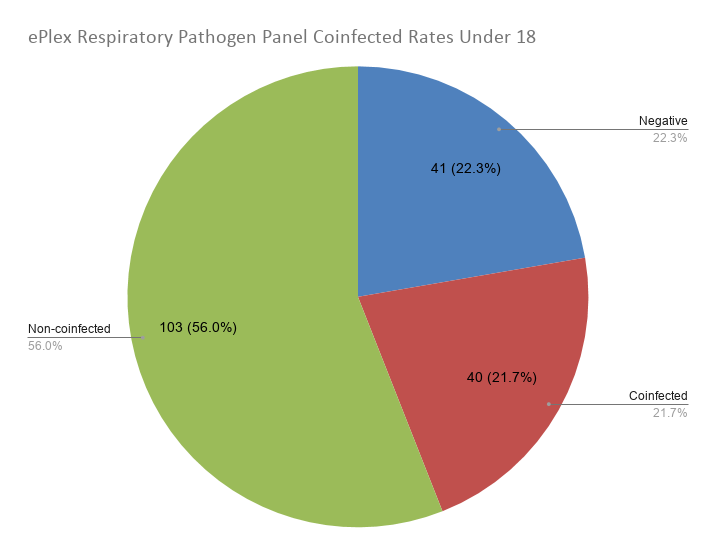 ePlex Respiratory Pathogen Panel Coinfected Rates Under 18
Negative
22.3%
41 (22.3%)
Non-coinfected
56.0%
103 (56.0%)
40 (21.7%)
Coinfected
21.7%